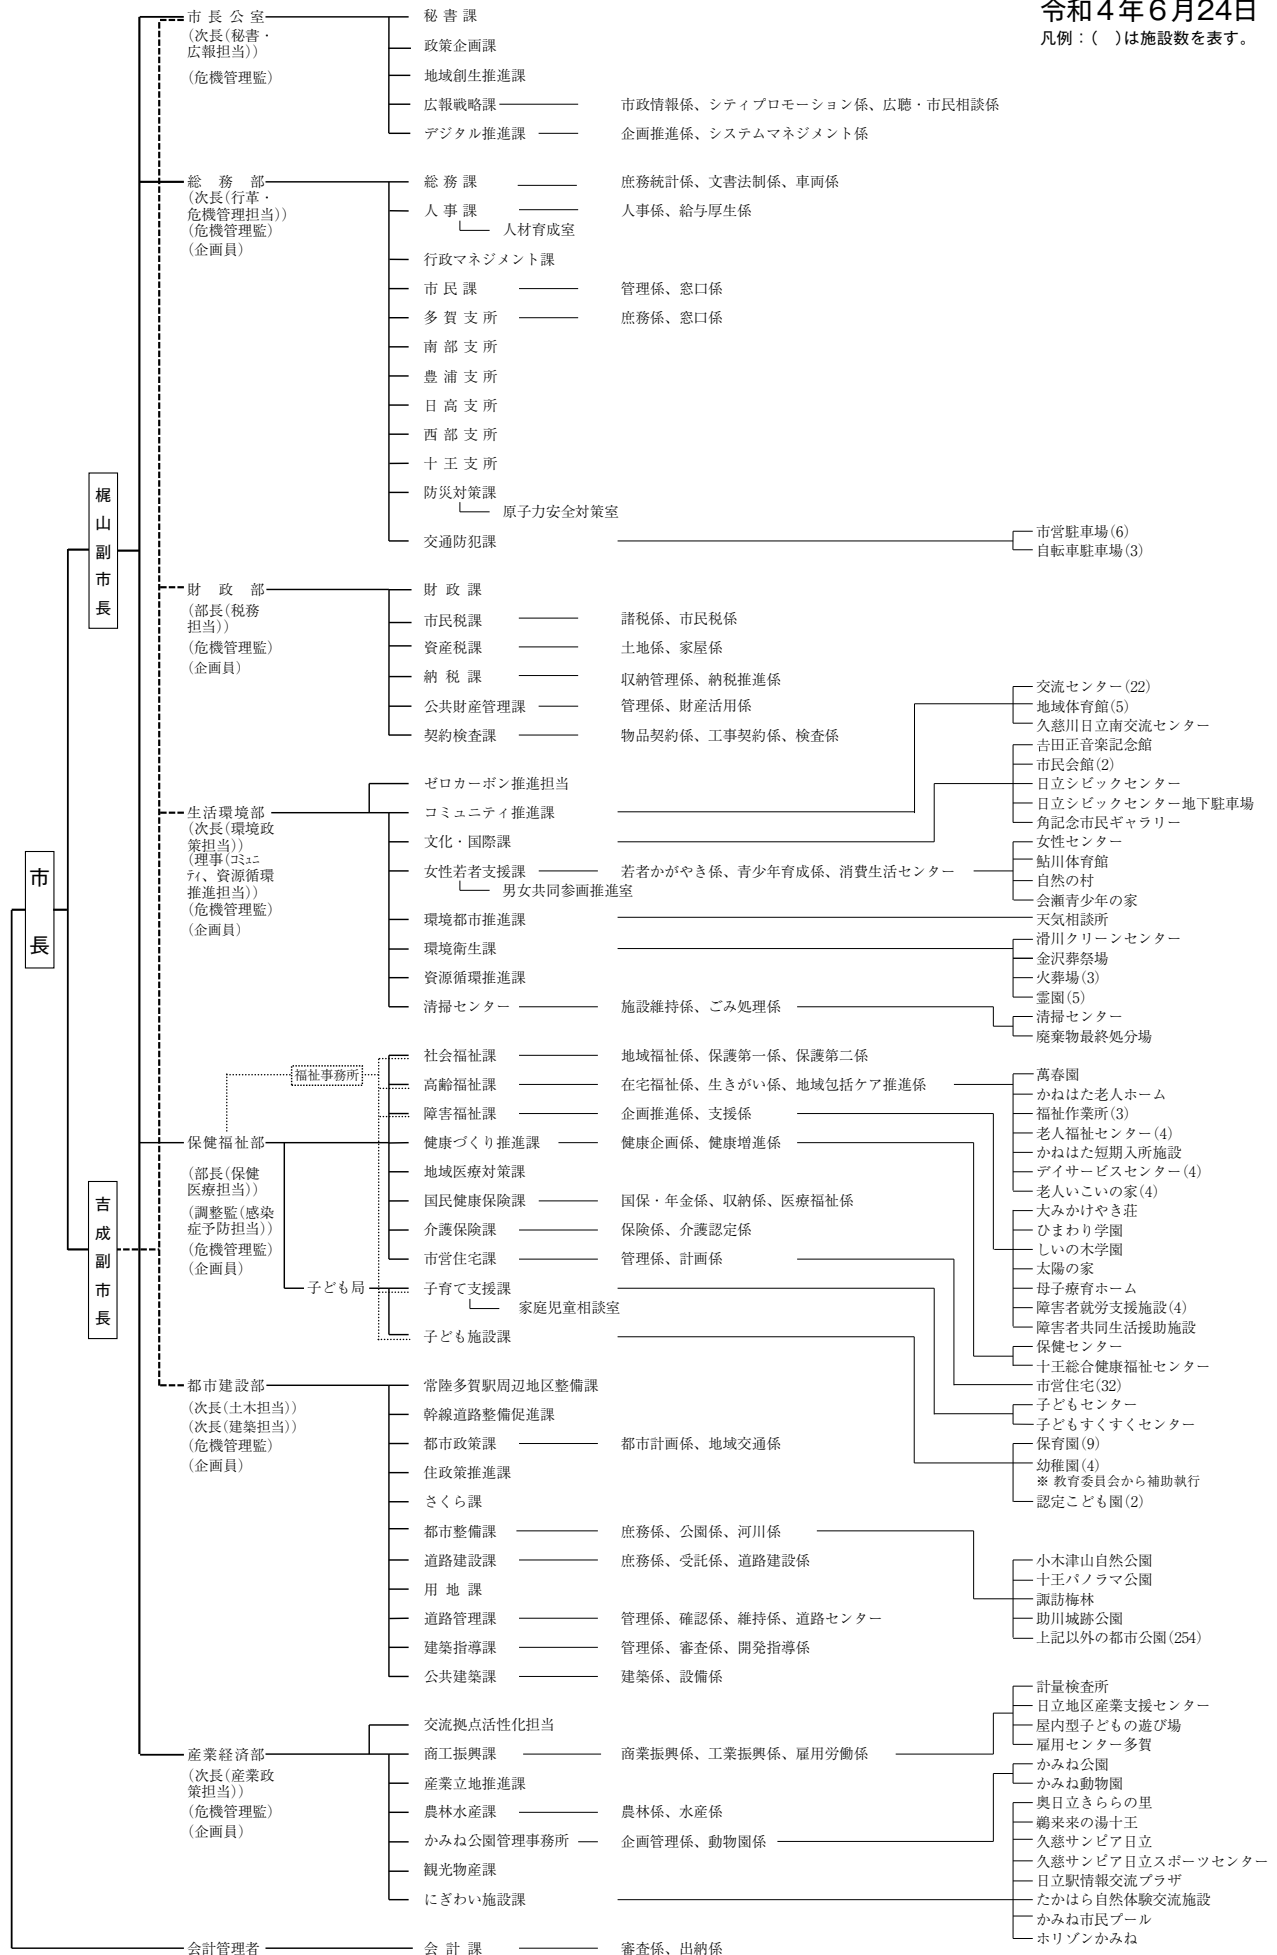 令和４年６月24日
凡例：(　)は施設数を表す。
市長
梶山副市長
吉成副市長
市長公室
(次長(秘書・
広報担当))
(危機管理監)
秘書課
政策企画課
地域創生推進課
広報戦略課　市政情報係、シティプロモーション係、広聴・市民相談係
デジタル推進課　企画推進係、システムマネジメント係
総務部
(次長(行革・
危機管理担当))
(危機管理監)
(企画員)
総務課　庶務統計係、文書法制係、車両係
人事課　人事係、給与厚生係
人材育成室
行政マネジメント課
市民課　管理係、窓口係
多賀支所　庶務係、窓口係
南部支所
豊浦支所
日高支所
西部支所
十王支所
防災対策課
原子力安全対策室
交通防犯課
市営駐車場(6)
自転車駐車場(3)
財政部
(部長(税務
担当))
(危機管理監)
(企画員)
財政課
市民税課　諸税係、市民税係
資産税課　土地係、家屋係
納税課　収納管理係、納税推進係
公共財産管理課　管理係、財産活用係
契約検査課　物品契約係、工事契約係、検査係
生活環境部
(次長(環境政
策担当))
(理事(コミュニ
ティ、資源循環
推進担当))
(危機管理監)
(企画員)
ゼロカーボン推進担当
コミュニティ推進課
文化・国際課
女性若者支援課　若者かがやき係、青少年育成係、消費生活センター
男女共同参画推進室
環境都市推進課
環境衛生課
資源循環推進課
清掃センター　施設維持係、ごみ処理係
交流センター(22)
地域体育館(5)
久慈川日立南交流センター
吉田正音楽記念館
市民会館(2)
日立シビックセンター
日立シビックセンター地下駐車場
角記念市民ギャラリー
女性センター
鮎川体育館
自然の村
会瀬青少年の家
天気相談所
滑川クリーンセンター
金沢葬祭場
火葬場(3)
霊園(5)
清掃センター
廃棄物最終処分場
保健福祉部
(部長(保健
医療担当))
(調整監(感染
症予防担当))
(危機管理監)
(企画員)
福祉事務所
社会福祉課　地域福祉係、保護第一係、保護第二係
高齢福祉課　在宅福祉係、生きがい係、地域包括ケア推進係
障害福祉課　企画推進係、支援係
健康づくり推進課　健康企画係、健康増進係
地域医療対策課
国民健康保険課　国保・年金係、収納係、医療福祉係
介護保険課　保険係、介護認定係
市営住宅課　管理係、計画係
子ども局
子育て支援課
家庭児童相談室
子ども施設課
萬春園
かねはた老人ホーム
福祉作業所(3)
老人福祉センター(4)
かねはた短期入所施設
デイサービスセンター(4)
老人いこいの家(4)
大みかけやき荘
ひまわり学園
しいの木学園
太陽の家
母子療育ホーム
障害者就労支援施設(4)
障害者共同生活援助施設
保健センター
十王総合健康福祉センター
市営住宅(32)
子どもセンター
子どもすくすくセンター
保育園(9)
幼稚園(4)
※ 教育委員会から補助執行
認定こども園(2)
都市建設部
(次長(土木担当))
(次長(建築担当))
(危機管理監)
(企画員)
常陸多賀駅周辺地区整備課
幹線道路整備促進課
都市政策課　都市計画係、地域交通係
住政策推進課
さくら課
都市整備課　庶務係、公園係、河川係
道路建設課　庶務係、受託係、道路建設係
用地課
道路管理課　管理係、確認係、維持係、道路センター
建築指導課　管理係、審査係、開発指導係
公共建築課　建築係、設備係
小木津山自然公園
十王パノラマ公園
諏訪梅林
助川城跡公園
上記以外の都市公園(254)
産業経済部
(次長(産業政
策担当))
(危機管理監)
(企画員)
交流拠点活性化担当
商工振興課　商業振興係、工業振興係、雇用労働係
産業立地推進課
農林水産課　農林係、水産係
かみね公園管理事務所　企画管理係、動物園係
観光物産課
にぎわい施設課
計量検査所
日立地区産業支援センター
屋内型子どもの遊び場
雇用センター多賀
かみね公園
かみね動物園
奥日立きららの里
鵜来来の湯十王
久慈サンピア日立
久慈サンピア日立スポーツセンター
日立駅情報交流プラザ
たかはら自然体験交流施設
かみね市民プール
ホリゾンかみね
会計管理者
会計課　審査係、出納係